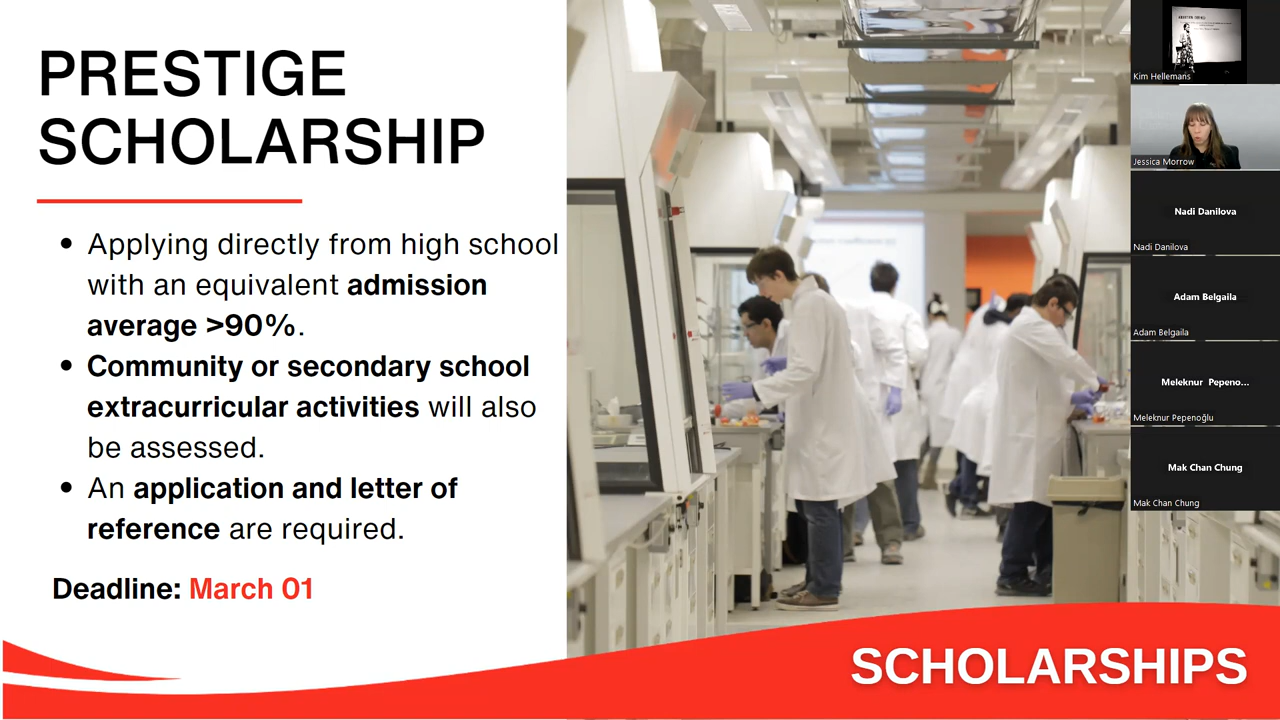 PRESTIGE
SCHOLARSHIP
• Applying directly from high school
with an equivalent admission
average >90%.
• Community or secondary school
extracurricular activities will also
be assessed.
• An application and letter of
reference are required.
Deadline: March 01
SCHOLARSHIPS
Kim Hellemans
Jessica Morrow
Nadi Danilova
Nadi Danilova
Adam Belgaila
Adam Belgaila
Meleknur Pepeno...
Meleknur Pepenoğlu
Mak Chan Chung
Mak Chan Chung